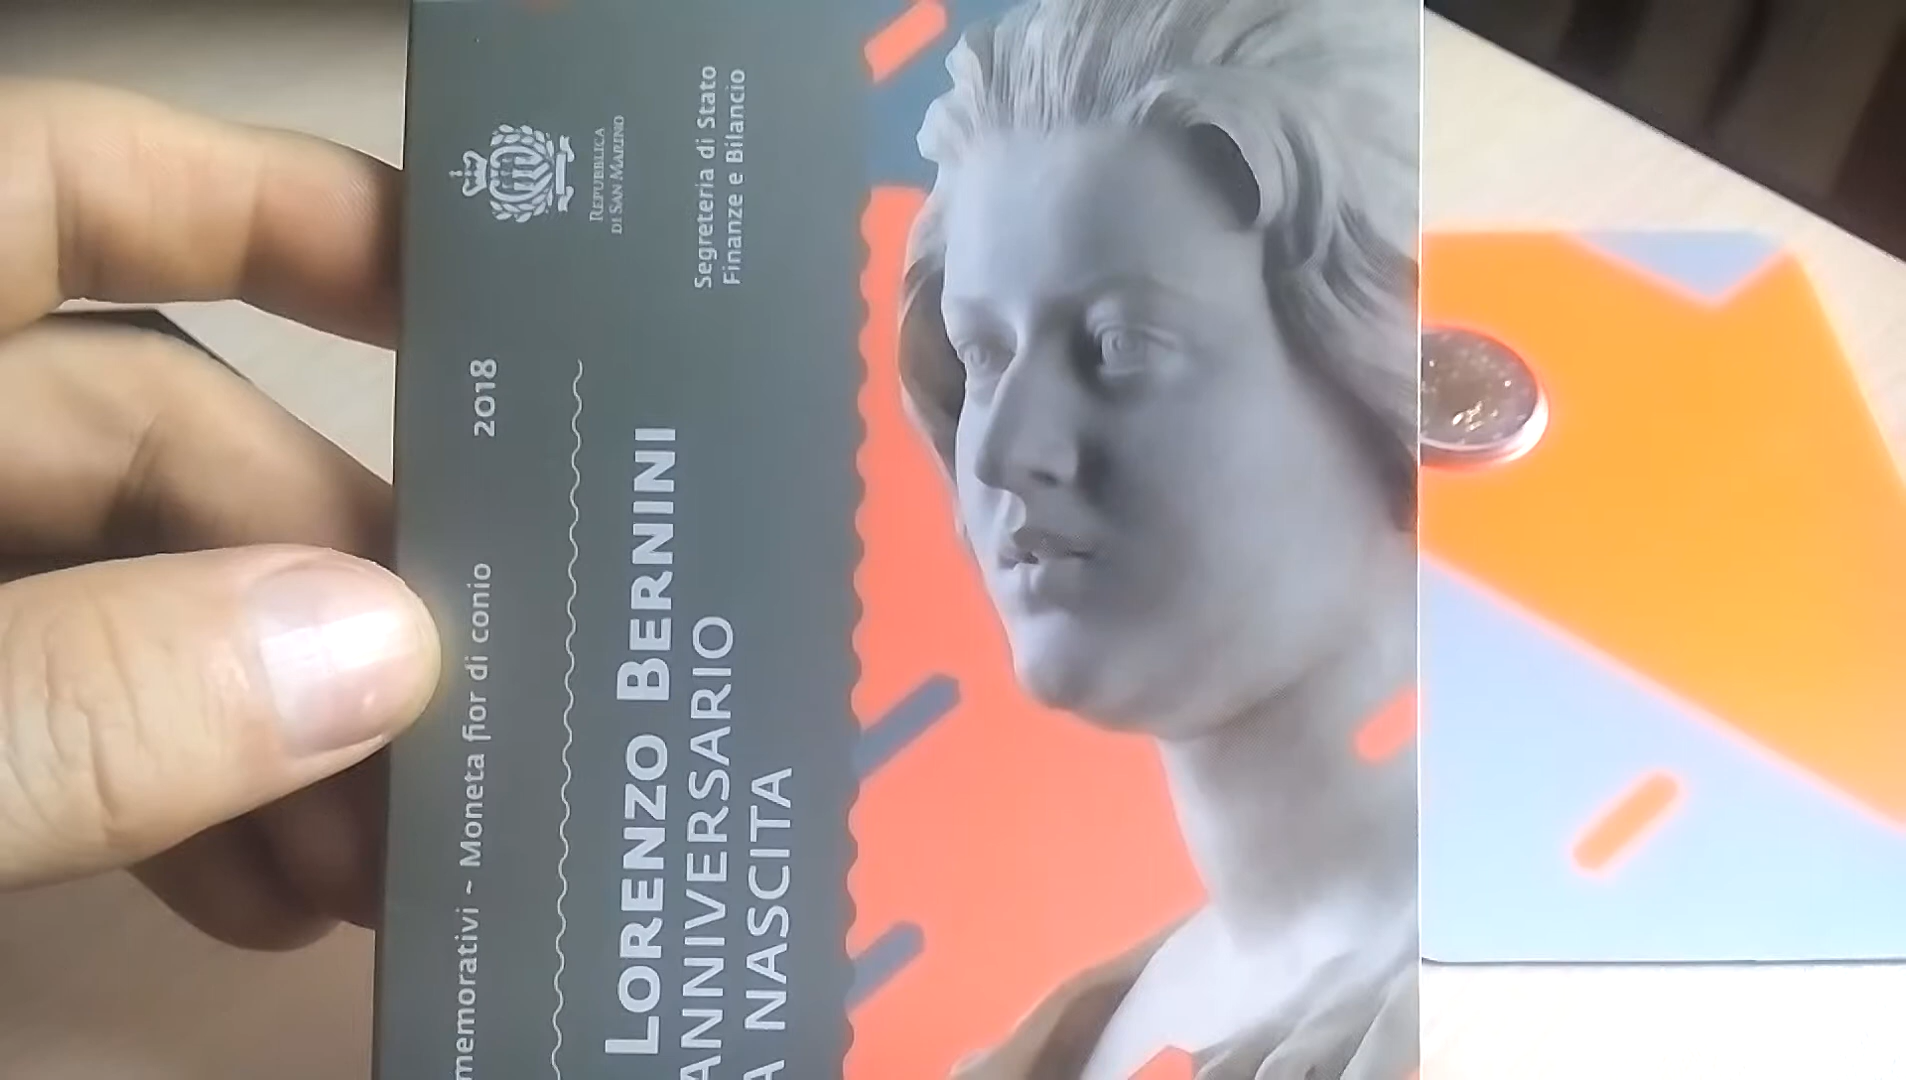 REPUBBLICA
DI SAN MARINO
Segreteria di Stato
Finanze e Bilancio
memorativi ~ Moneta fior di conio 2018
LORENZO BERNINI
ANNIVERSARIO
A NASCITA